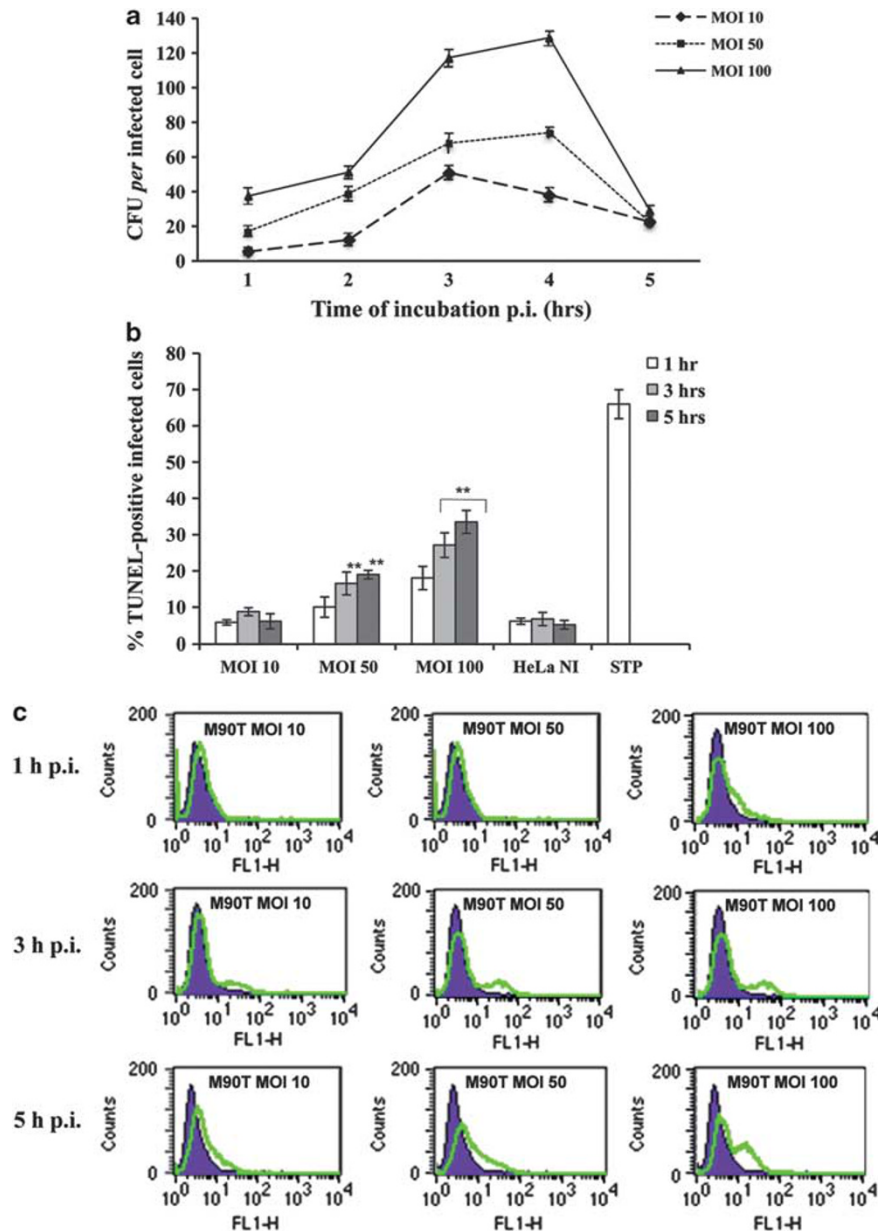 a
140
120
100
80
60
40
20
0
CFU per infected cell
1 2 3 4 5
Time of incubation p.i. (hrs)
MOI 10
MOI 50
MOI 100
b
80
70
60
50
40
30
20
10
0
% TUNEL-positive infected cells
** ** **
MOI 10 MOI 50 MOI 100 HeLa NI STP
1 hr
3 hrs
5 hrs
c
1 h p.i.
200
0
Counts
M90T MOI 10
10⁰ 10¹ 10² 10³ 10⁴
FL1-H
200
0
Counts
M90T MOI 50
10⁰ 10¹ 10² 10³ 10⁴
FL1-H
200
0
Counts
M90T MOI 100
10⁰ 10¹ 10² 10³ 10⁴
FL1-H
3 h p.i.
200
0
Counts
M90T MOI 10
10⁰ 10¹ 10² 10³ 10⁴
FL1-H
200
0
Counts
M90T MOI 50
10⁰ 10¹ 10² 10³ 10⁴
FL1-H
200
0
Counts
M90T MOI 100
10⁰ 10¹ 10² 10³ 10⁴
FL1-H
5 h p.i.
200
0
Counts
M90T MOI 10
10⁰ 10¹ 10² 10³ 10⁴
FL1-H
200
0
Counts
M90T MOI 50
10⁰ 10¹ 10² 10³ 10⁴
FL1-H
200
0
Counts
M90T MOI 100
10⁰ 10¹ 10² 10³ 10⁴
FL1-H